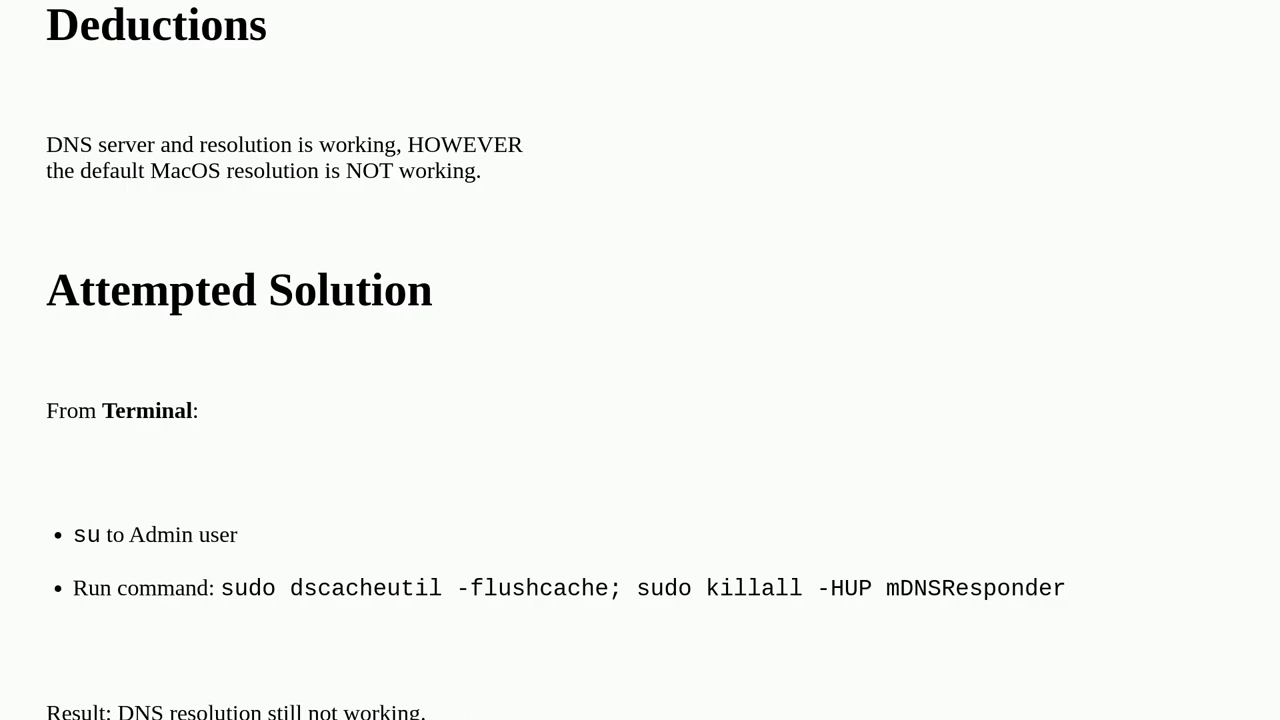 Deductions
DNS server and resolution is working, HOWEVER
the default MacOS resolution is NOT working.
Attempted Solution
From Terminal:
• su to Admin user
• Run command: sudo dscacheutil -flushcache; sudo killall -HUP mDNSResponder
Result: DNS resolution still not working.